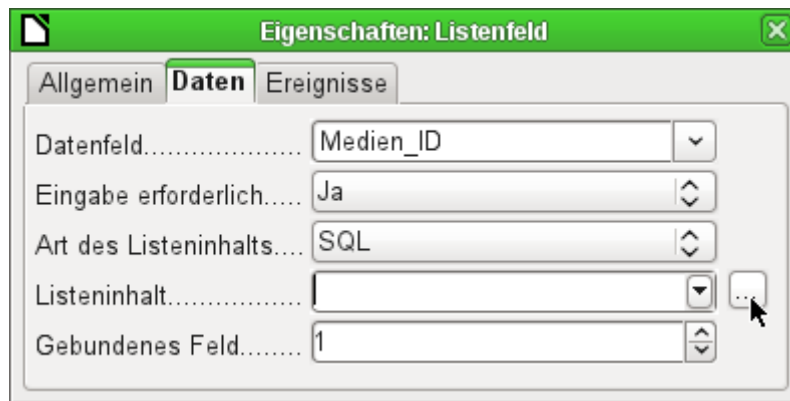 Eigenschaften: Listenfeld
Allgemein Daten Ereignisse
Datenfeld.................... Medien_ID
Eingabe erforderlich..... Ja
Art des Listeninhalts.... SQL
Listeninhalt................. ...
Gebundenes Feld........ 1